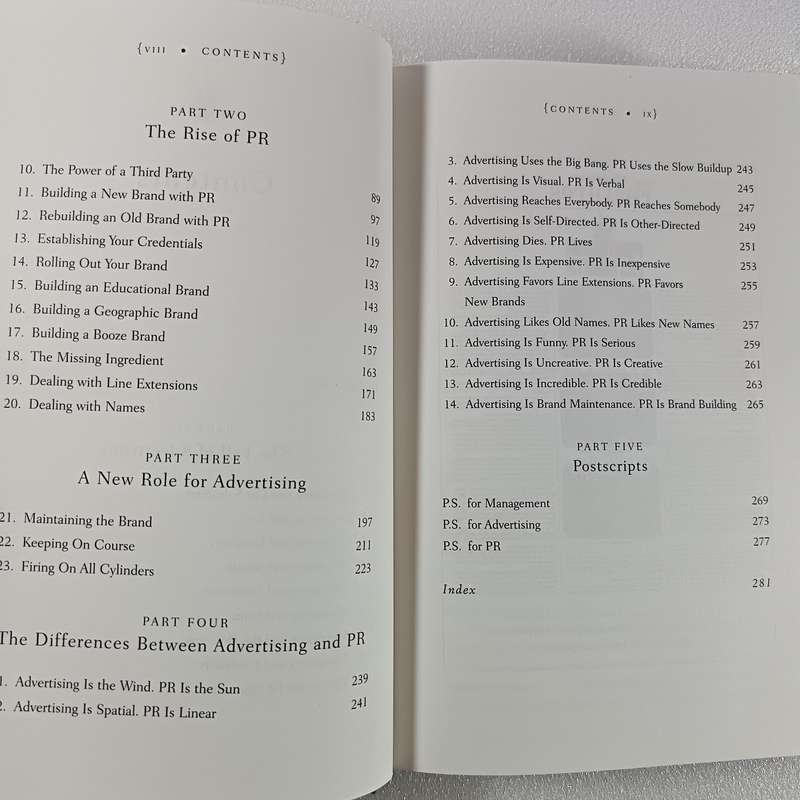 {VIII • CONTENTS}
PART TWO
The Rise of PR
10. The Power of a Third Party 89
11. Building a New Brand with PR 97
12. Rebuilding an Old Brand with PR 119
13. Establishing Your Credentials 127
14. Rolling Out Your Brand 133
15. Building an Educational Brand 143
16. Building a Geographic Brand 149
17. Building a Booze Brand 157
18. The Missing Ingredient 163
19. Dealing with Line Extensions 171
20. Dealing with Names 183
PART THREE
A New Role for Advertising
21. Maintaining the Brand 197
22. Keeping On Course 211
23. Firing On All Cylinders 223
PART FOUR
The Differences Between Advertising and PR
1. Advertising Is the Wind. PR Is the Sun 239
2. Advertising Is Spatial. PR Is Linear 241
{CONTENTS • IX}
3. Advertising Uses the Big Bang. PR Uses the Slow Buildup 243
4. Advertising Is Visual. PR Is Verbal 245
5. Advertising Reaches Everybody. PR Reaches Somebody 247
6. Advertising Is Self-Directed. PR Is Other-Directed 249
7. Advertising Dies. PR Lives 251
8. Advertising Is Expensive. PR Is Inexpensive 253
9. Advertising Favors Line Extensions. PR Favors 255
New Brands
10. Advertising Likes Old Names. PR Likes New Names 257
11. Advertising Is Funny. PR Is Serious 259
12. Advertising Is Uncreative. PR Is Creative 261
13. Advertising Is Incredible. PR Is Credible 263
14. Advertising Is Brand Maintenance. PR Is Brand Building 265
PART FIVE
Postscripts
P.S. for Management 269
P.S. for Advertising 273
P.S. for PR 277
Index 281